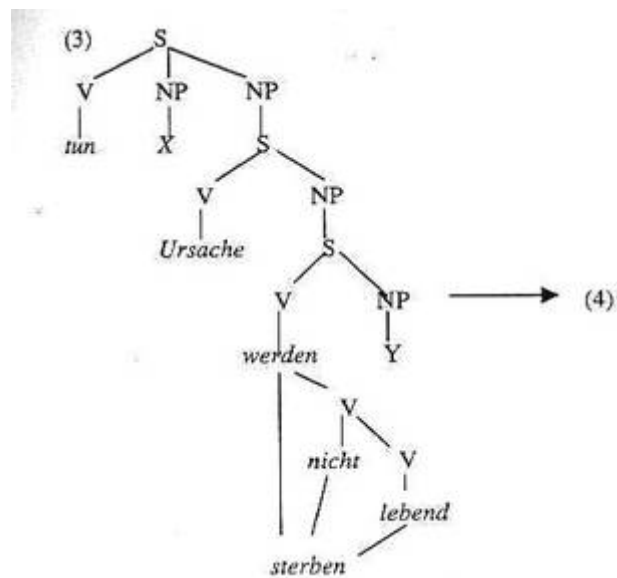 (3) S
V NP NP
tun X S
V NP
Ursache S
V NP (4)
werden Y
V
nicht V
lebend
sterben